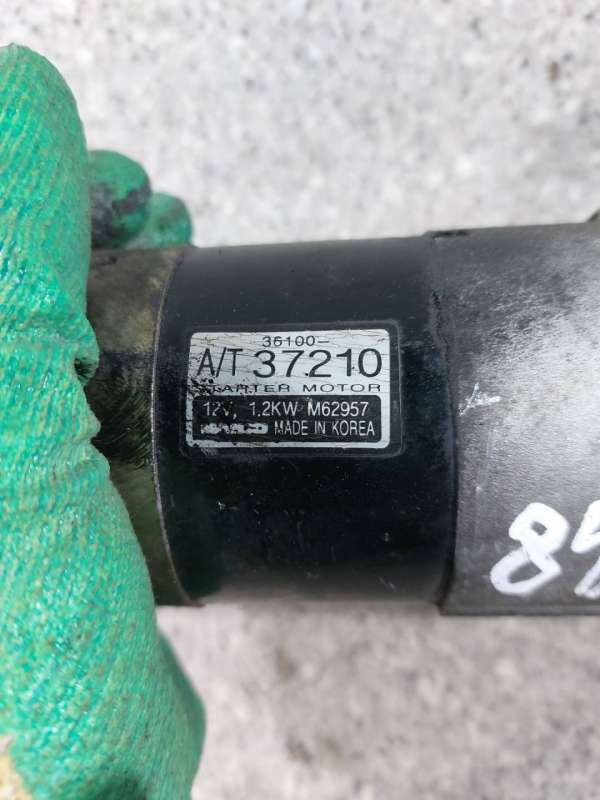 36100-
A/T 37210
STARTER MOTOR
12V, 1.2KW M62957
MADE IN KOREA